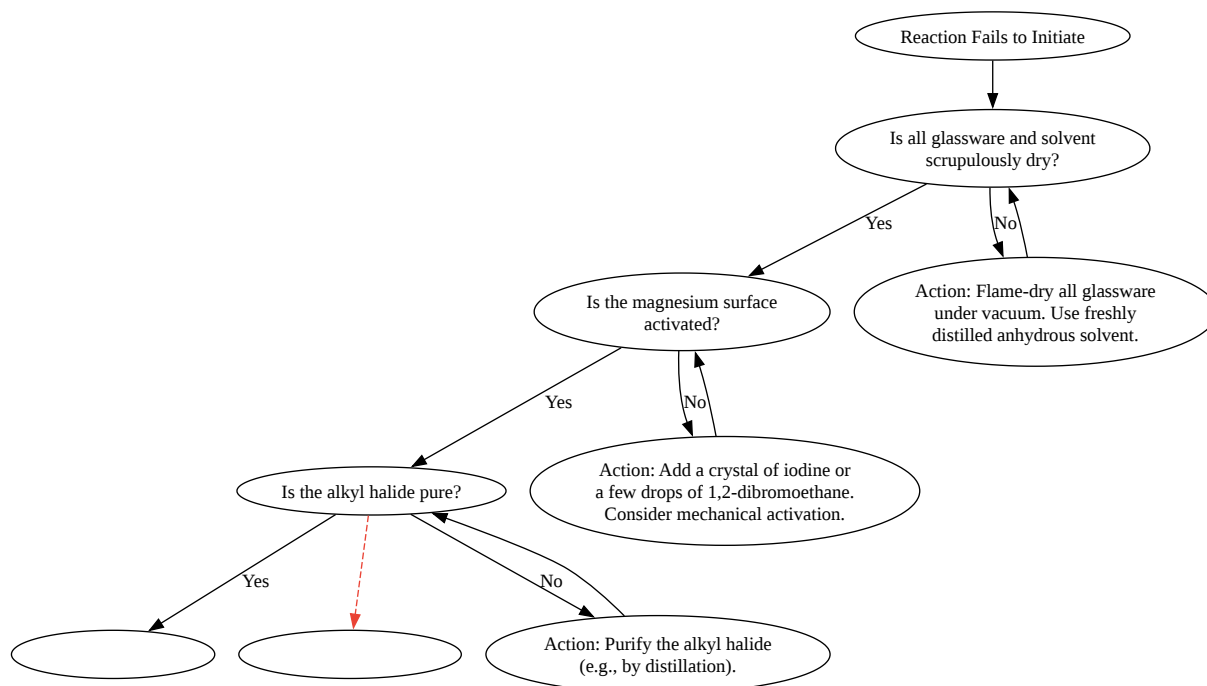 Reaction Fails to Initiate
Is all glassware and solvent
scrupulously dry?
Yes
No
Action: Flame-dry all glassware
under vacuum. Use freshly
distilled anhydrous solvent.
Is the magnesium surface
activated?
Yes
No
Action: Add a crystal of iodine or
a few drops of 1,2-dibromoethane.
Consider mechanical activation.
Is the alkyl halide pure?
Yes
No
Action: Purify the alkyl halide
(e.g., by distillation).